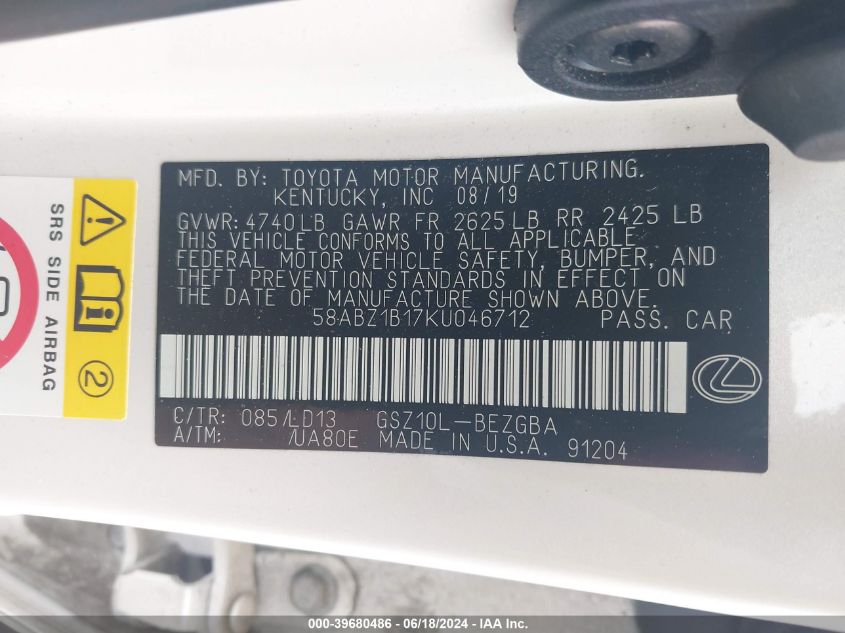 MFD. BY: TOYOTA MOTOR MANUFACTURING.
KENTUCKY, INC 08/19
GVWR: 4740LB GAWR FR 2625LB RR 2425 LB
THIS VEHICLE CONFORMS TO ALL APPLICABLE
FEDERAL MOTOR VEHICLE SAFETY, BUMPER, AND
THEFT PREVENTION STANDARDS IN EFFECT ON
THE DATE OF MANUFACTURE SHOWN ABOVE.
58ABZ1B17KU046712 PASS. CAR
C/TR: 085/LD13 GSZ10L-BEZGBA
A/TM: /UA80E MADE IN U.S.A. 91204
SRS SIDE AIRBAG
2
000-39680486 - 06/18/2024 - IAAI.com